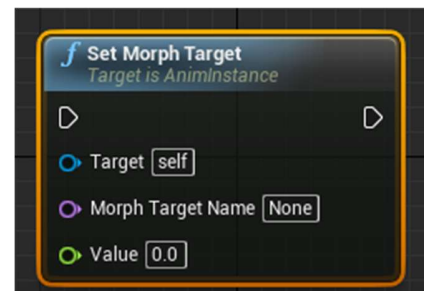 f Set Morph Target
Target is AnimInstance
Target self
Morph Target Name None
Value 0.0